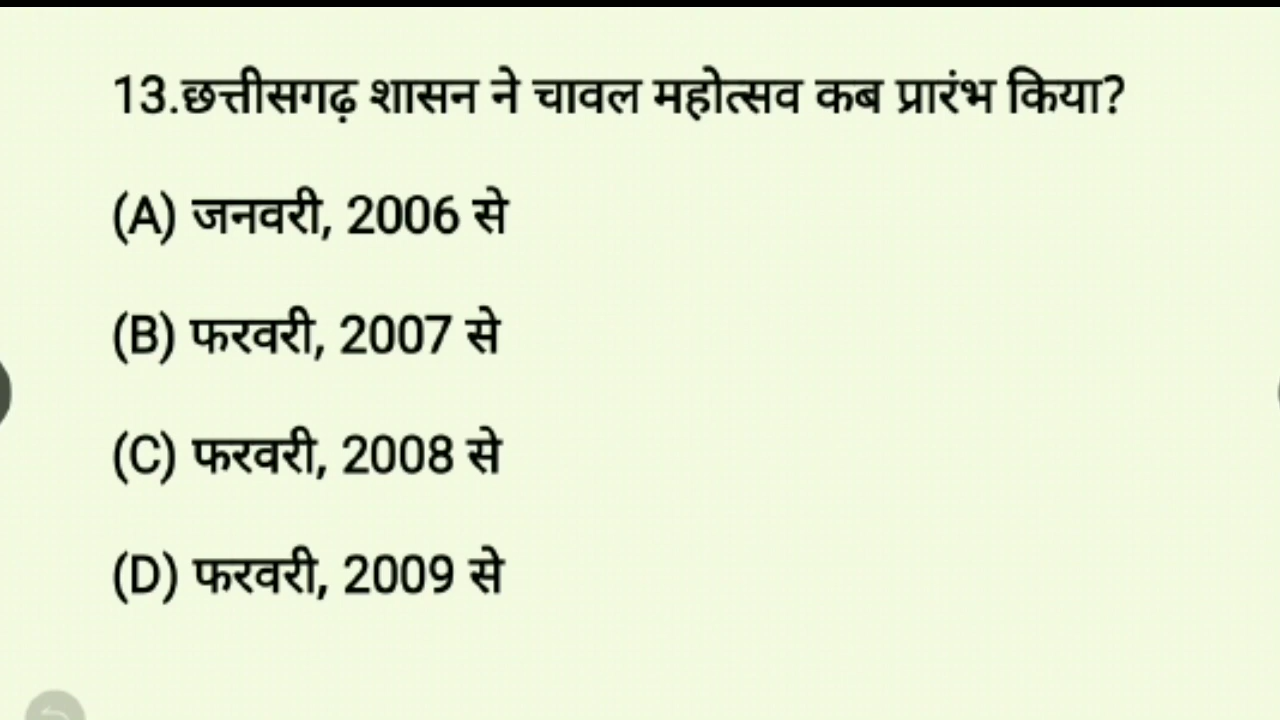 13.छत्तीसगढ़ शासन ने चावल महोत्सव कब प्रारंभ किया?
(A) जनवरी, 2006 से
(B) फरवरी, 2007 से
(C) फरवरी, 2008 से
(D) फरवरी, 2009 से